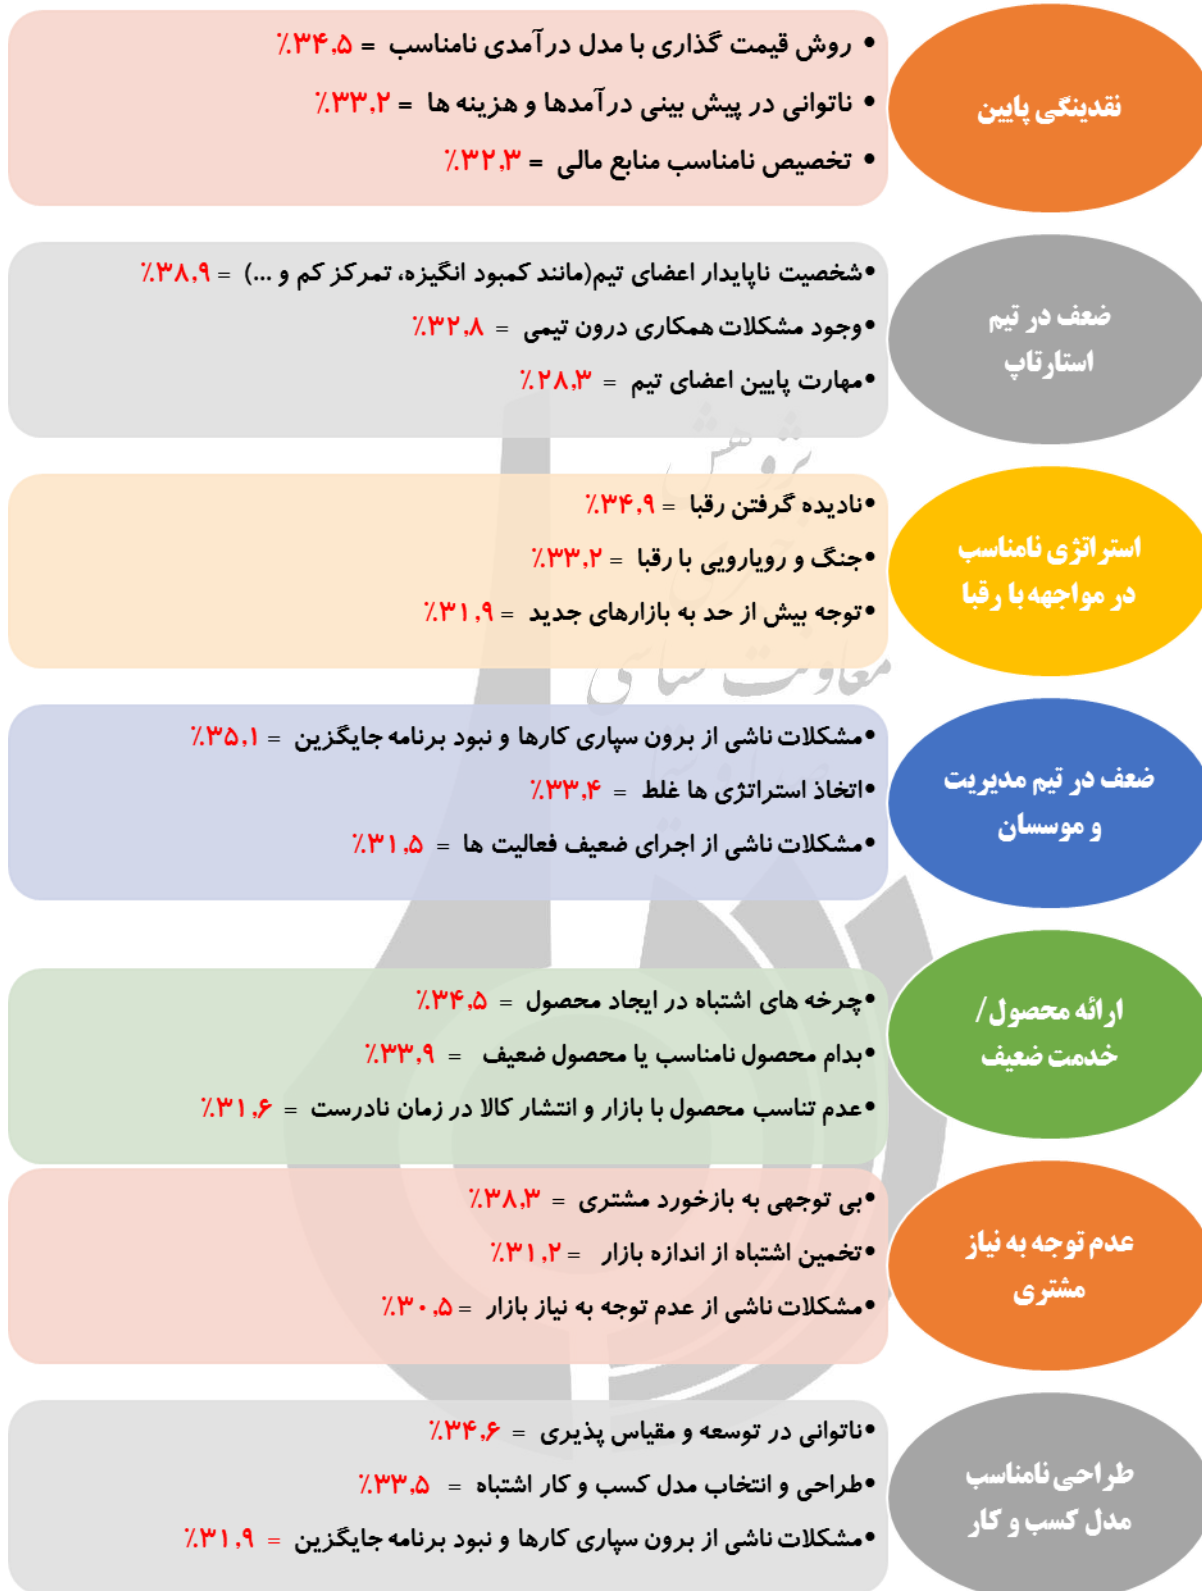 نقدینگی پایین
• روش قیمت گذاری با مدل درآمدی نامناسب = ۳۴,۵٪
• ناتوانی در پیش بینی درآمدها و هزینه ها = ۳۳,۲٪
• تخصیص نامناسب منابع مالی = ۳۲,۳٪
ضعف در تیم
استارتاپ
•شخصیت ناپایدار اعضای تیم(مانند کمبود انگیزه، تمرکز کم و ...) = ۳۸,۹٪
•وجود مشکلات همکاری درون تیمی = ۳۲,۸٪
•مهارت پایین اعضای تیم = ۲۸,۳٪
استراتژی نامناسب
در مواجهه با رقبا
•نادیده گرفتن رقبا = ۳۴,۹٪
•جنگ و رویارویی با رقبا = ۳۳,۲٪
•توجه بیش از حد به بازارهای جدید = ۳۱,۹٪
ضعف در تیم مدیریت
و موسسان
•مشکلات ناشی از برون سپاری کارها و نبود برنامه جایگزین = ۳۵,۱٪
•اتخاذ استراتژی ها غلط = ۳۳,۴٪
•مشکلات ناشی از اجرای ضعیف فعالیت ها = ۳۱,۵٪
ارائه محصول/
خدمت ضعیف
•چرخه های اشتباه در ایجاد محصول = ۳۴,۵٪
•بدام محصول نامناسب یا محصول ضعیف = ۳۳,۹٪
•عدم تناسب محصول با بازار و انتشار کالا در زمان نادرست = ۳۱,۶٪
عدم توجه به نیاز
مشتری
•بی توجهی به بازخورد مشتری = ۳۸,۳٪
•تخمین اشتباه از اندازه بازار = ۳۱,۲٪
•مشکلات ناشی از عدم توجه به نیاز بازار = ۳۰,۵٪
طراحی نامناسب
مدل کسب و کار
•ناتوانی در توسعه و مقیاس پذیری = ۳۴,۶٪
•طراحی و انتخاب مدل کسب و کار اشتباه = ۳۳,۵٪
•مشکلات ناشی از برون سپاری کارها و نبود برنامه جایگزین = ۳۱,۹٪
پژوهش
خبری
معاونت سیاسی